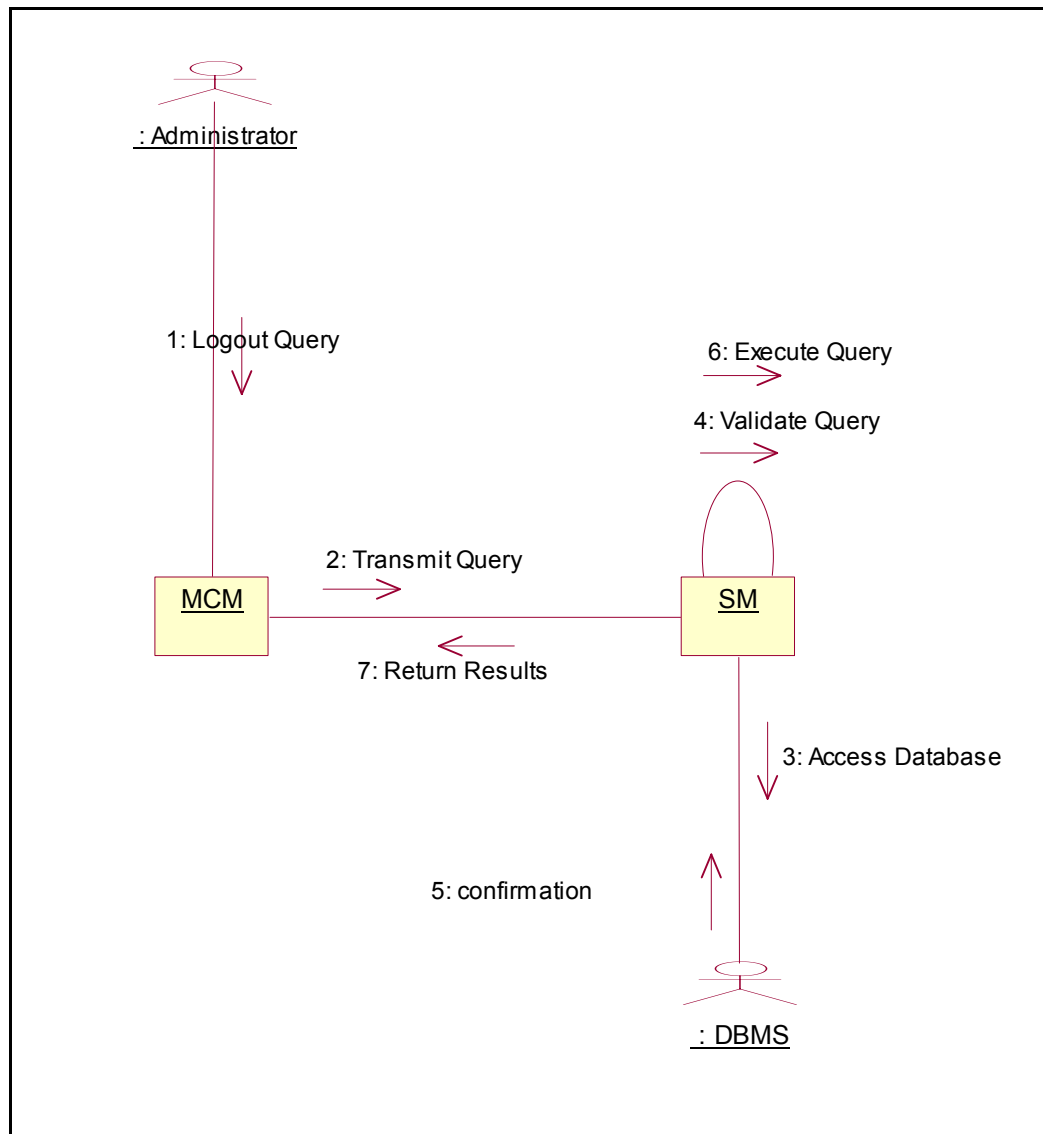 : Administrator
1: Logout Query
6: Execute Query
4: Validate Query
2: Transmit Query
MCM
SM
7: Return Results
3: Access Database
5: confirmation
: DBMS